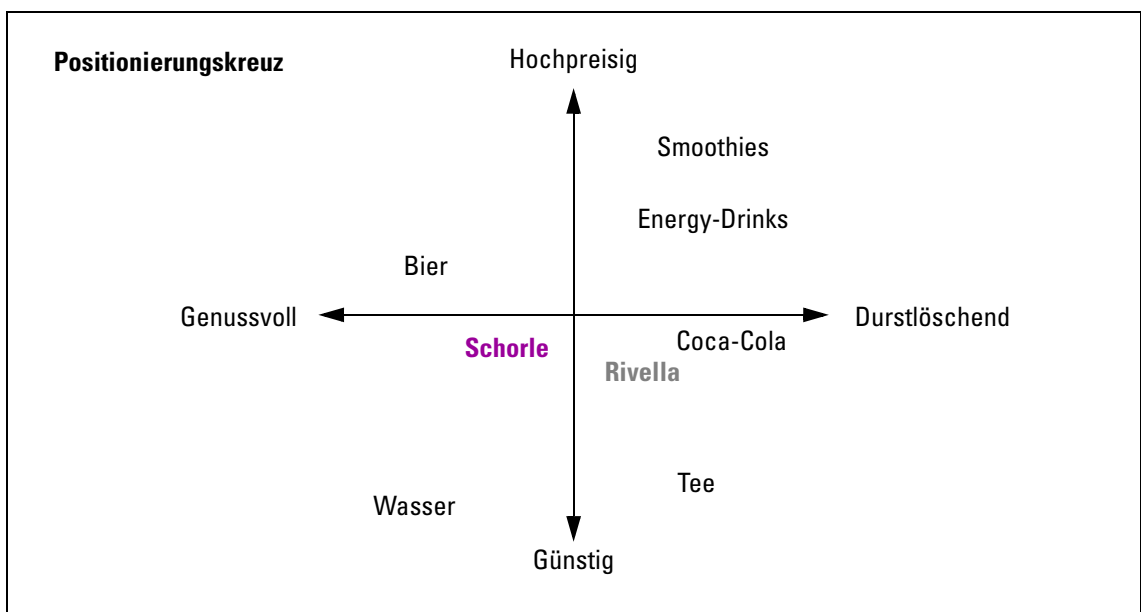 Positionierungskreuz
Hochpreisig
Smoothies
Energy-Drinks
Bier
Genussvoll
Durstlöschend
Schorle
Coca-Cola
Rivella
Tee
Wasser
Günstig